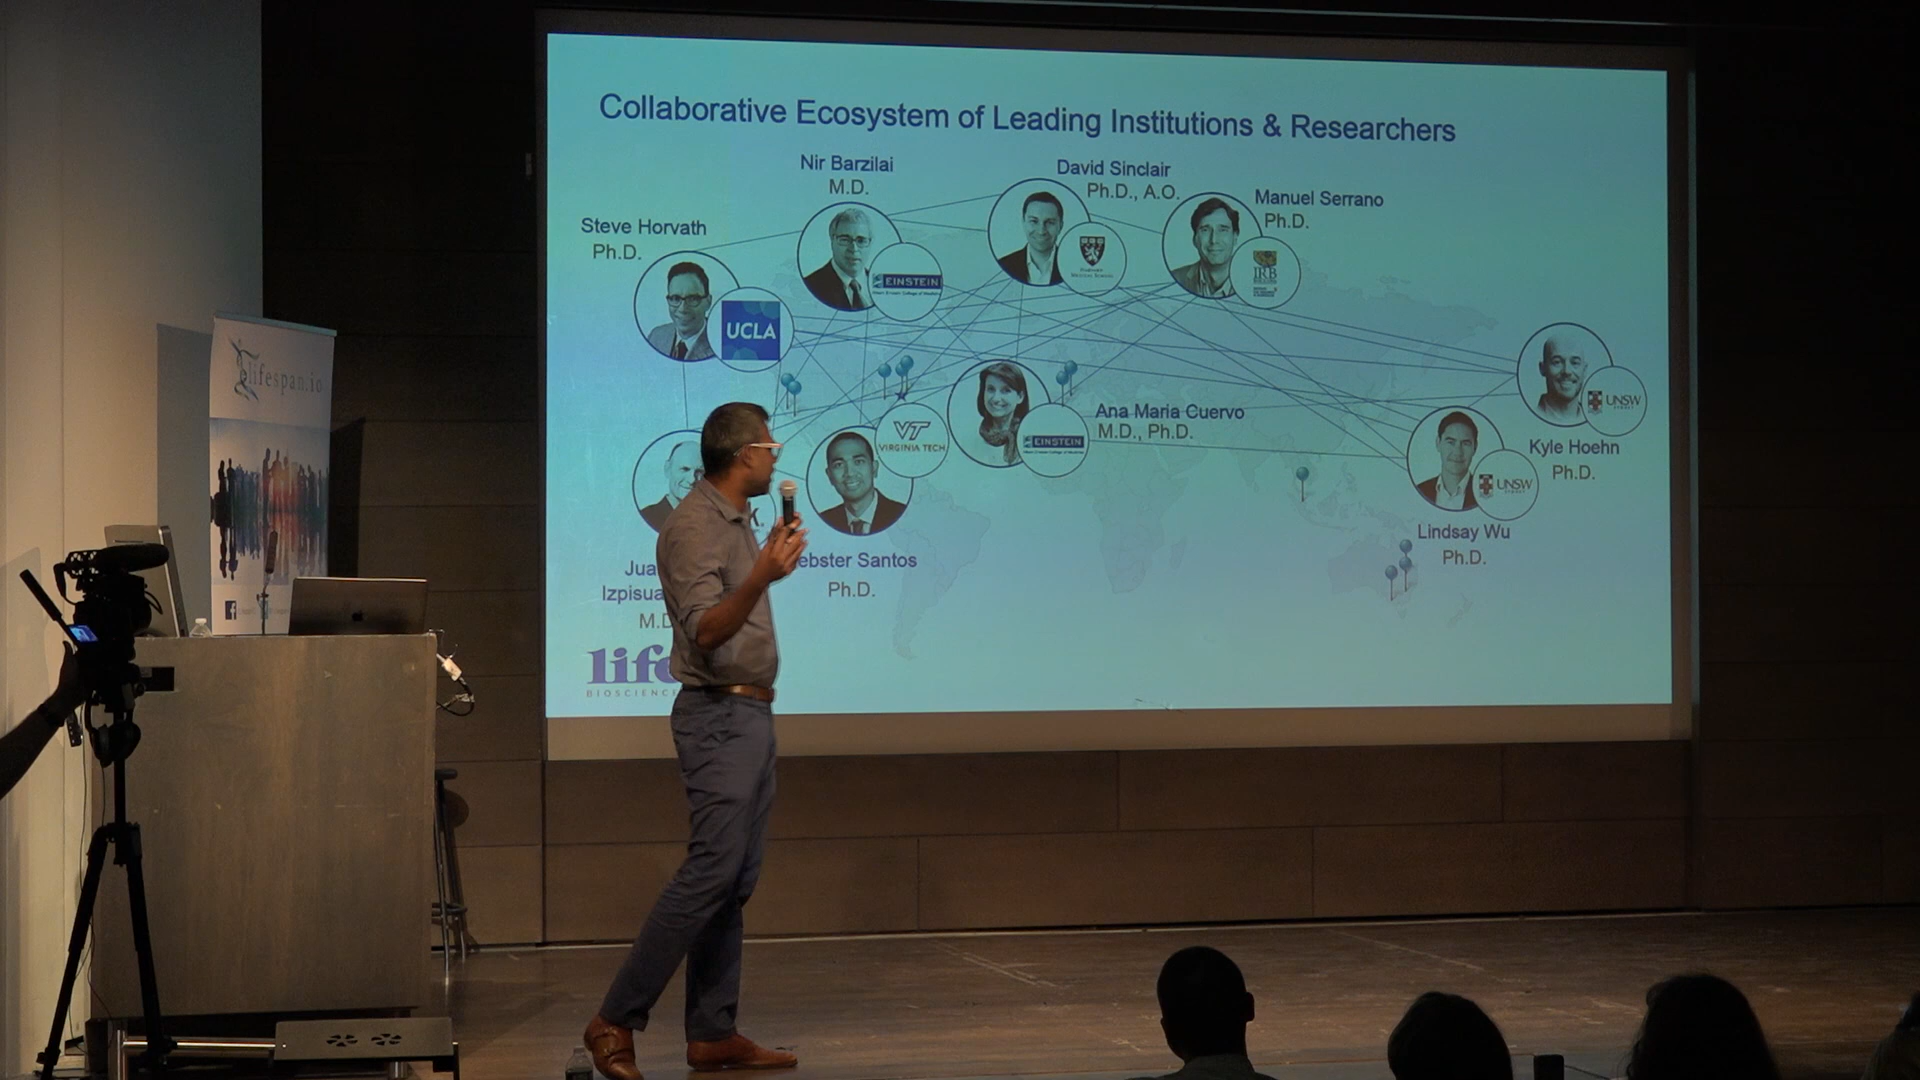 Collaborative Ecosystem of Leading Institutions & Researchers
Nir Barzilai
M.D.
David Sinclair
Ph.D., A.O.
Manuel Serrano
Ph.D.
Steve Horvath
Ph.D.
EINSTEIN
IRB
UCLA
UNSW
VT
VIRGINIA TECH
EINSTEIN
Ana Maria Cuervo
M.D., Ph.D.
Kyle Hoehn
Ph.D.
UNSW
Lindsay Wu
Ph.D.
Jua
Izpisua
M.D
ebster Santos
Ph.D.
life
BIOSCIENCE
lifespan.io